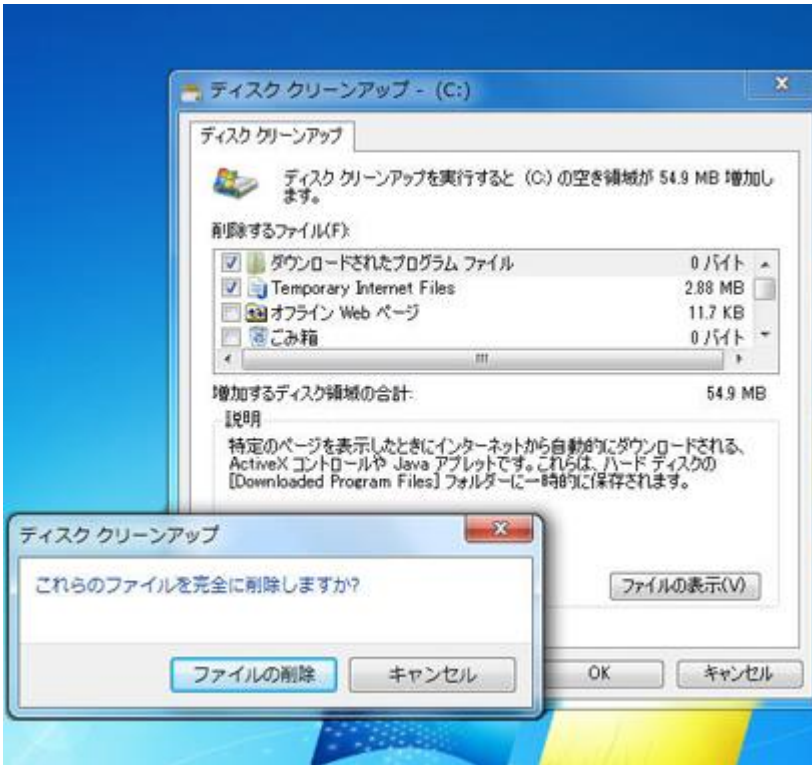 ディスク クリーンアップ - (C:)
ディスク クリーンアップ
ディスク クリーンアップを実行すると (C:) の空き領域が 54.9 MB 増加し
ます。
削除するファイル(F):
ダウンロードされたプログラム ファイル 0 バイト
Temporary Internet Files 2.88 MB
オフライン Web ページ 11.7 KB
ごみ箱 0 バイト
増加するディスク領域の合計: 54.9 MB
説明
特定のページを表示したときにインターネットから自動的にダウンロードされる、
ActiveX コントロールや Java アプレットです。これらは、ハード ディスクの
[Downloaded Program Files] フォルダーに一時的に保存されます。
ファイルの表示(V)
OK キャンセル
ディスク クリーンアップ
これらのファイルを完全に削除しますか?
ファイルの削除 キャンセル